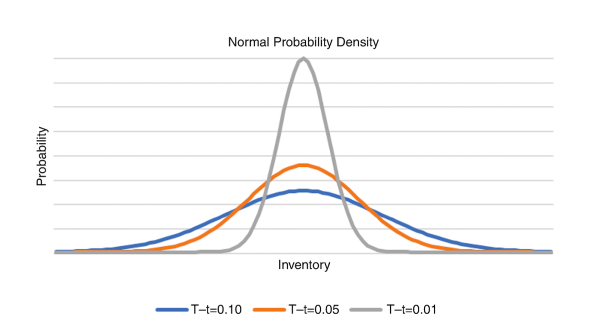 Normal Probability Density
Probability
Inventory
T–t=0.10 T–t=0.05 T–t=0.01